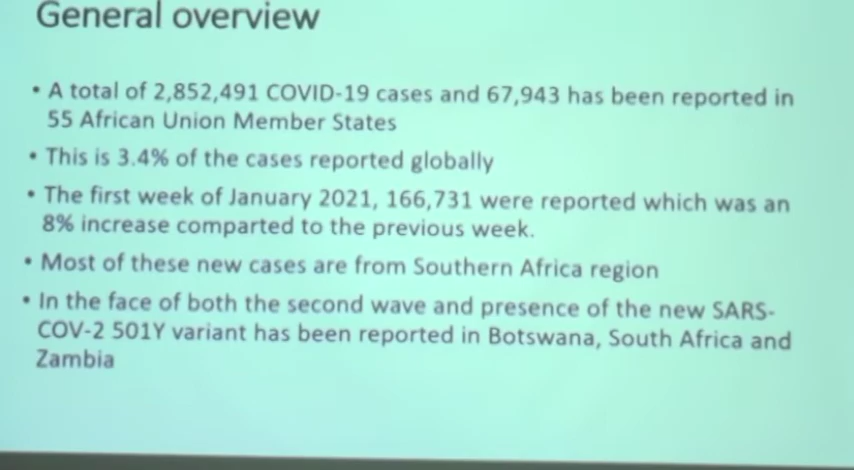 General overview
• A total of 2,852,491 COVID-19 cases and 67,943 has been reported in
55 African Union Member States
• This is 3.4% of the cases reported globally
• The first week of January 2021, 166,731 were reported which was an
8% increase comparted to the previous week.
• Most of these new cases are from Southern Africa region
• In the face of both the second wave and presence of the new SARS-
COV-2 501Y variant has been reported in Botswana, South Africa and
Zambia